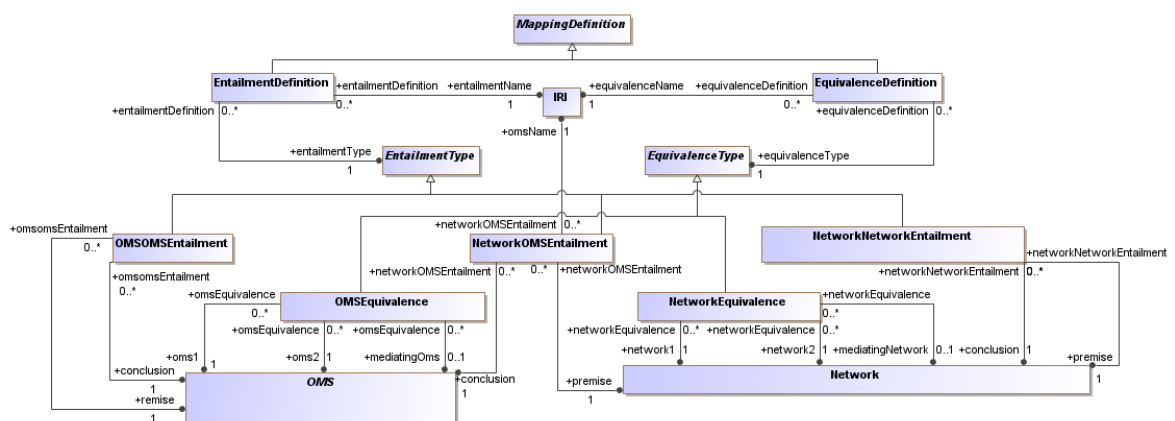 MappingDefinition
EntailmentDefinition
EquivalenceDefinition
+entailmentDefinition
+entailmentName
+equivalenceName
+equivalenceDefinition
IRI
0..*
1
1
0..*
+entailmentDefinition
0..*
+equivalenceDefinition
0..*
+omsName
1
+entailmentType
1
EntailmentType
EquivalenceType
+equivalenceType
1
+omsomsEntailment
0..*
OMSOMSEntailment
+networkOMSEntailment
0..*
NetworkOMSEntailment
NetworkNetworkEntailment
+networkNetworkEntailment
+omsomsEntailment
0..*
+networkOMSEntailment
0..*
0..*
+networkOMSEntailment
+networkNetworkEntailment
0..*
+omsEquivalence
0..*
OMSEquivalence
NetworkEquivalence
+networkEquivalence
0..*
+omsEquivalence
0..*
+omsEquivalence
0..*
+networkEquivalence
0..*
+networkEquivalence
0..*
+oms1
1
+oms2
1
+mediatingOms
0..1
+network1
1
+network2
1
+mediatingNetwork
0..1
+conclusion
1
+premise
1
+conclusion
1
OMS
+conclusion
1
+premise
1
Network
+remise
1